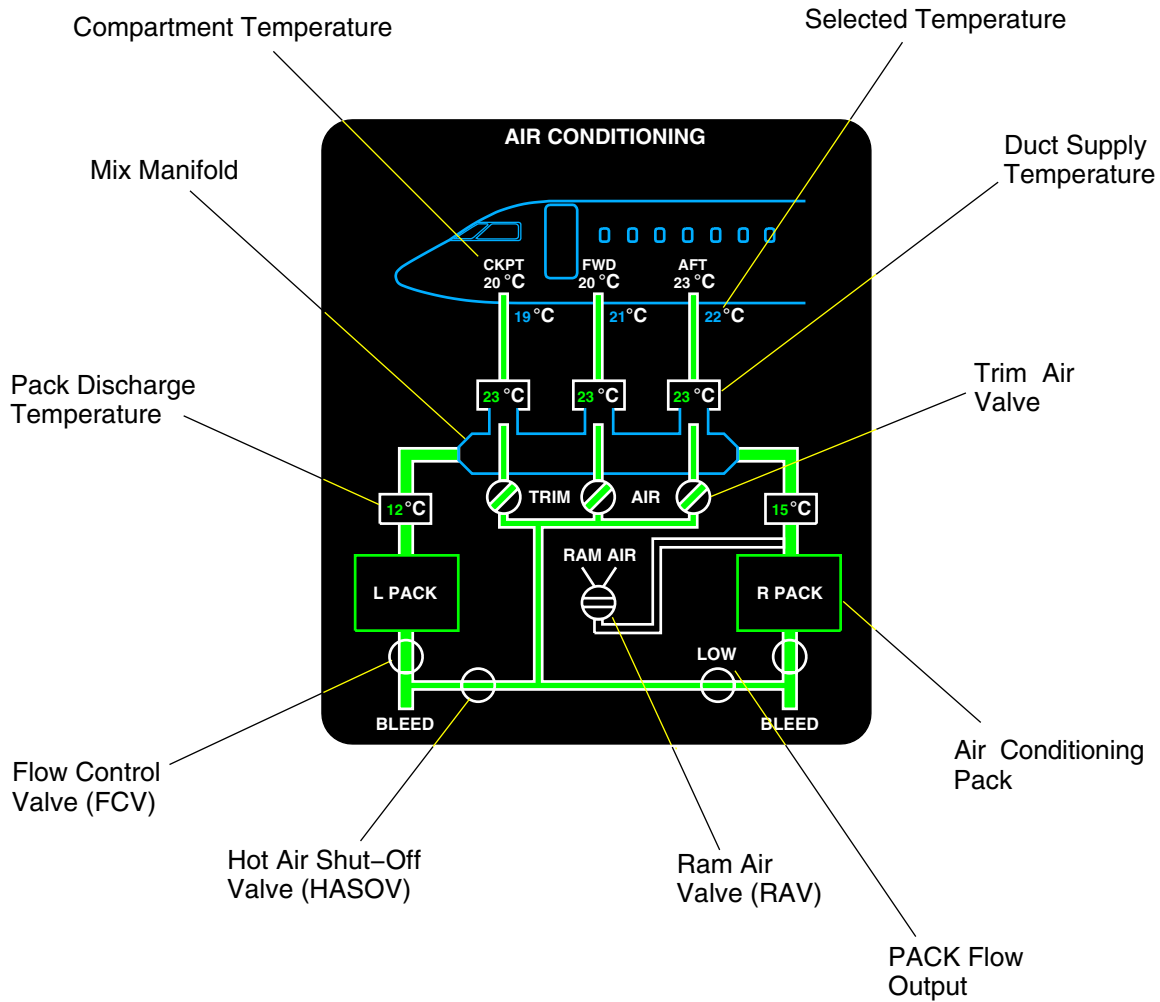 Compartment Temperature
Selected Temperature
AIR CONDITIONING
Duct Supply
Temperature
Mix Manifold
CKPT
20 °C
FWD
20 °C
AFT
23 °C
19 °C
21 °C
22 °C
Pack Discharge
Temperature
Trim Air
Valve
23 °C
23 °C
23 °C
TRIM
AIR
12 °C
15 °C
RAM AIR
L PACK
R PACK
LOW
BLEED
BLEED
Flow Control
Valve (FCV)
Air Conditioning
Pack
Hot Air Shut–Off
Valve (HASOV)
Ram Air
Valve (RAV)
PACK Flow
Output